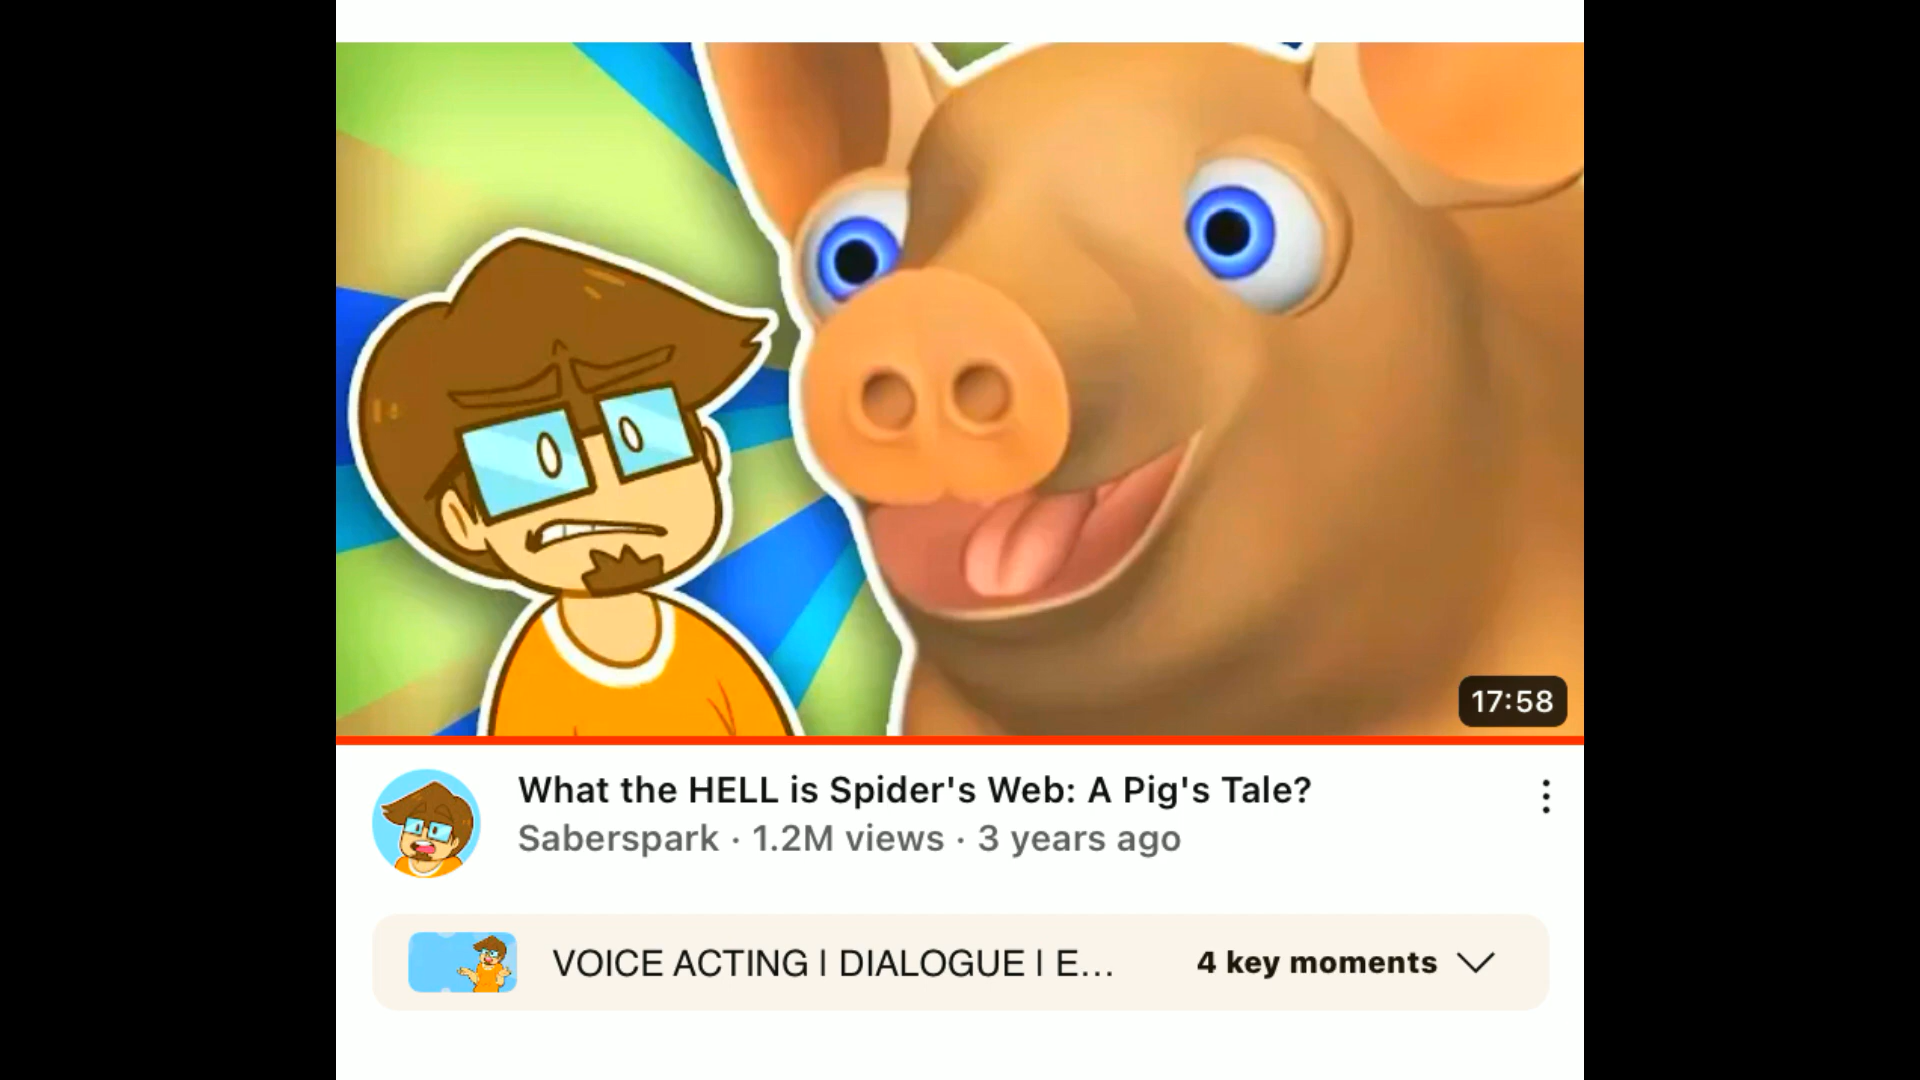 17:58
What the HELL is Spider's Web: A Pig's Tale?
Saberspark · 1.2M views · 3 years ago
VOICE ACTING | DIALOGUE | E... 4 key moments